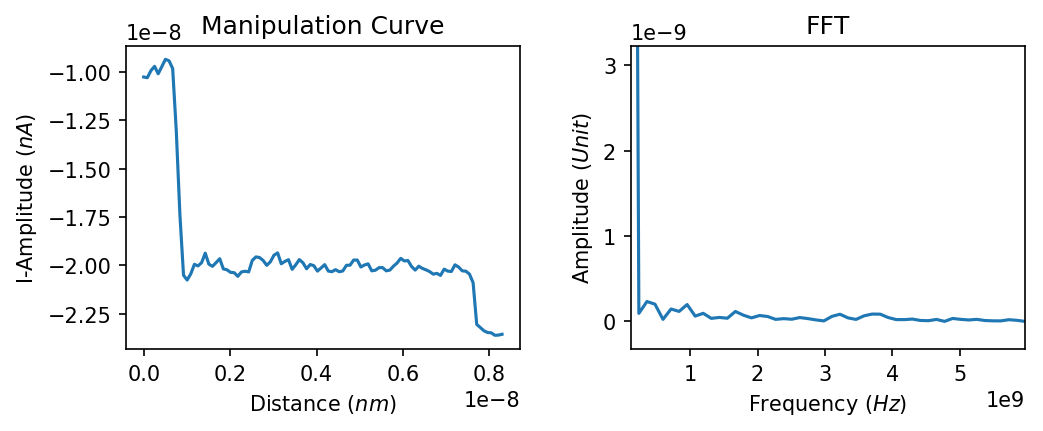 Manipulation Curve
1e−8
I-Amplitude (nA)
−1.00
−1.25
−1.50
−1.75
−2.00
−2.25
0.0 0.2 0.4 0.6 0.8
1e−8
Distance (nm)
FFT
1e−9
Amplitude (Unit)
3
2
1
0
1 2 3 4 5
1e9
Frequency (Hz)